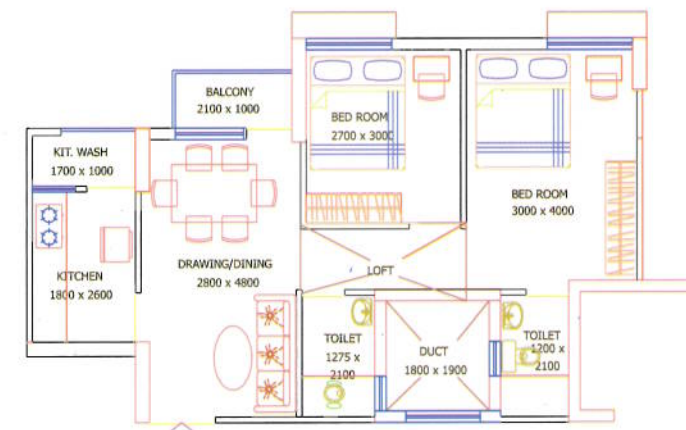 BALCONY
2100 x 1000
BED ROOM
2700 x 3000
KIT. WASH
1700 x 1000
BED ROOM
3000 x 4000
DRAWING/DINING
2800 x 4800
LOFT
KITCHEN
1800 x 2600
TOILET
1275 x
2100
DUCT
1800 x 1900
TOILET
1200 x
2100